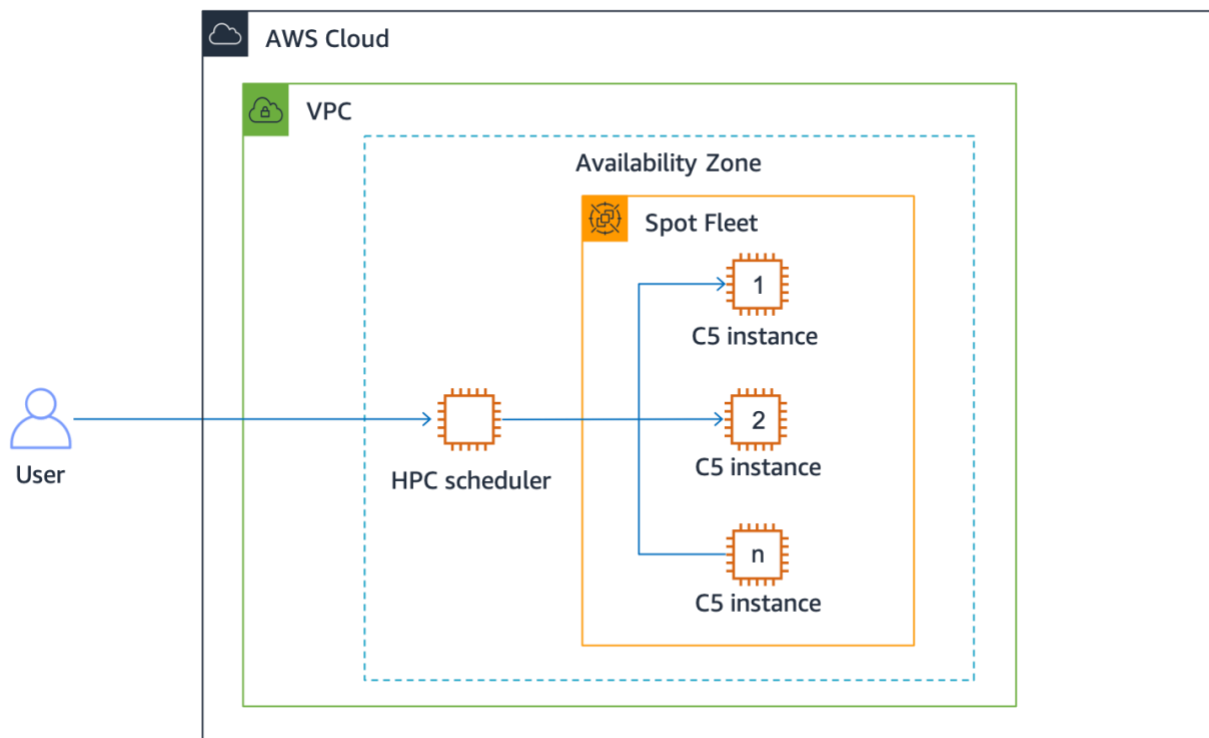 AWS Cloud
VPC
Availability Zone
Spot Fleet
1
C5 instance
User
HPC scheduler
2
C5 instance
n
C5 instance